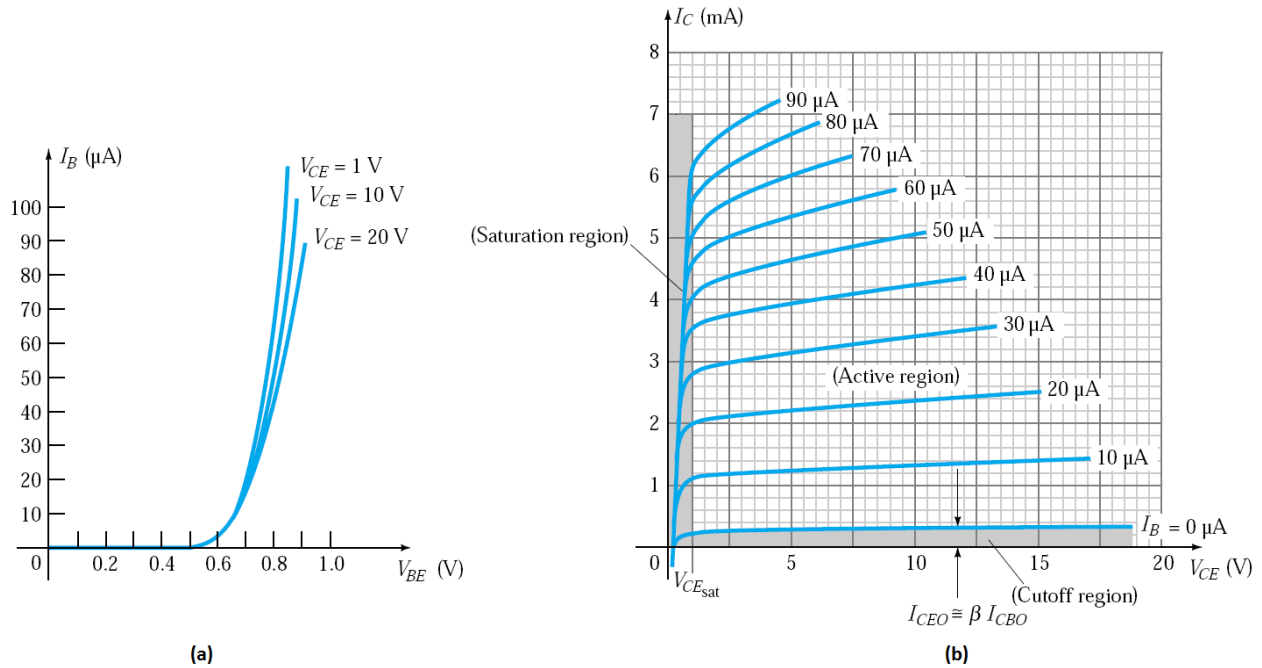 I_B (μA)
V_CE = 1 V
V_CE = 10 V
V_CE = 20 V
100
90
80
70
60
50
40
30
20
10
0
0.2
0.4
0.6
0.8
1.0
V_BE (V)
(a)
I_C (mA)
8
7
6
5
4
3
2
1
0
90 μA
80 μA
70 μA
60 μA
50 μA
40 μA
30 μA
20 μA
10 μA
I_B = 0 μA
(Saturation region)
(Active region)
(Cutoff region)
5
10
15
20
V_CE (V)
V_CEsat
I_CEO ≅ β I_CBO
(b)